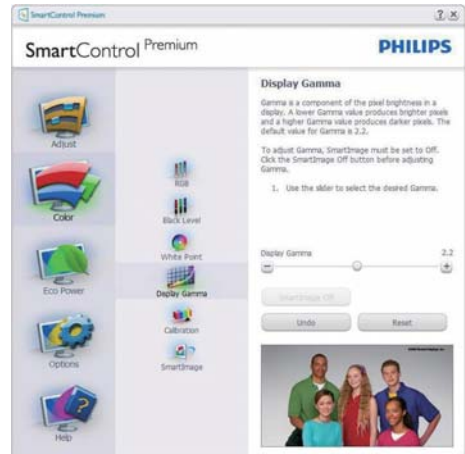 SmartControl Premium
SmartControl Premium
PHILIPS
Adjust
Color
Eco Power
Options
Help
RGB
Black Level
White Point
Display Gamma
Calibration
SmartImage
Display Gamma
Gamma is a component of the pixel brightness in a
display. A lower Gamma value produces brighter pixels
and a higher Gamma value produces darker pixels. The
default value for Gamma is 2.2.
To adjust Gamma, SmartImage must be set to Off.
Click the SmartImage Off button before adjusting
Gamma.
1. Use the slider to select the desired Gamma.
Display Gamma 2.2
SmartImage Off
Undo Reset